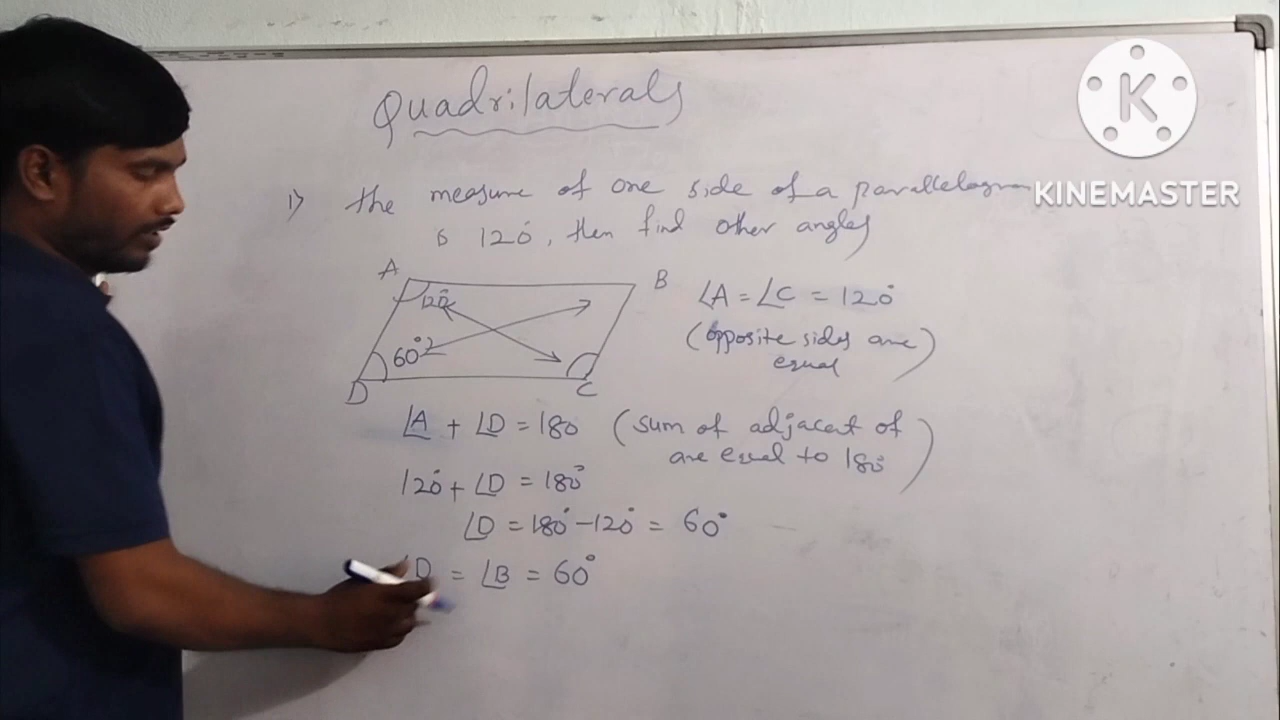 Quadrilaterals
1) the measure of one side of a parallelogram
is 120°, then find other angles
A
B
120°
60°
D
C
∠A = ∠C = 120°
(opposite sides are
equal)
∠A + ∠D = 180 (sum of adjacent of
are equal to 180°)
120° + ∠D = 180°
∠D = 180° - 120° = 60°
∠D = ∠B = 60°
K
KINEMASTER